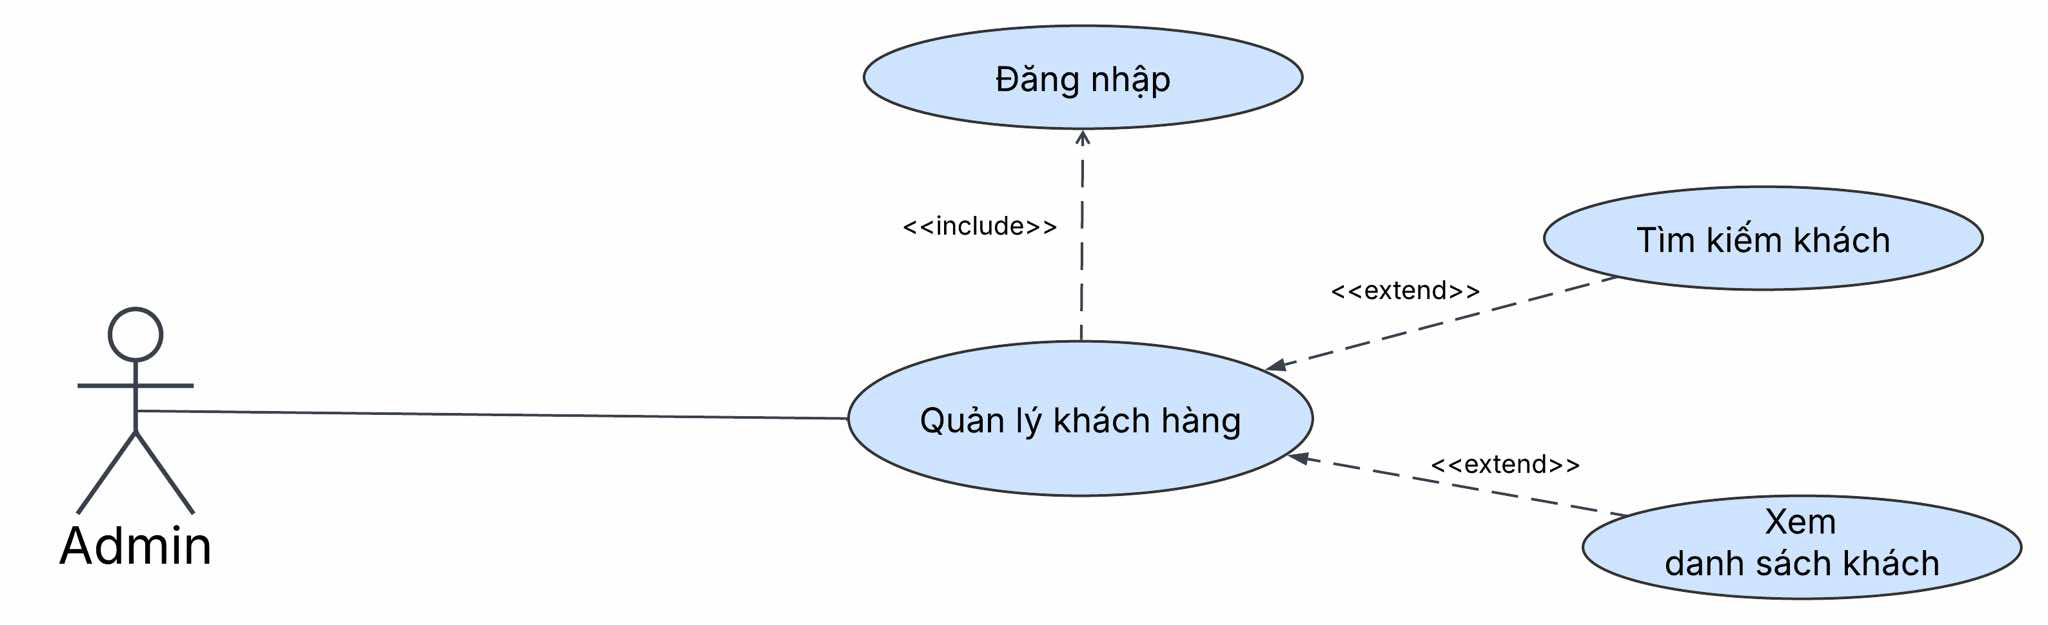 Đăng nhập
<<include>>
Tìm kiếm khách
<<extend>>
Quản lý khách hàng
<<extend>>
Xem
danh sách khách
Admin